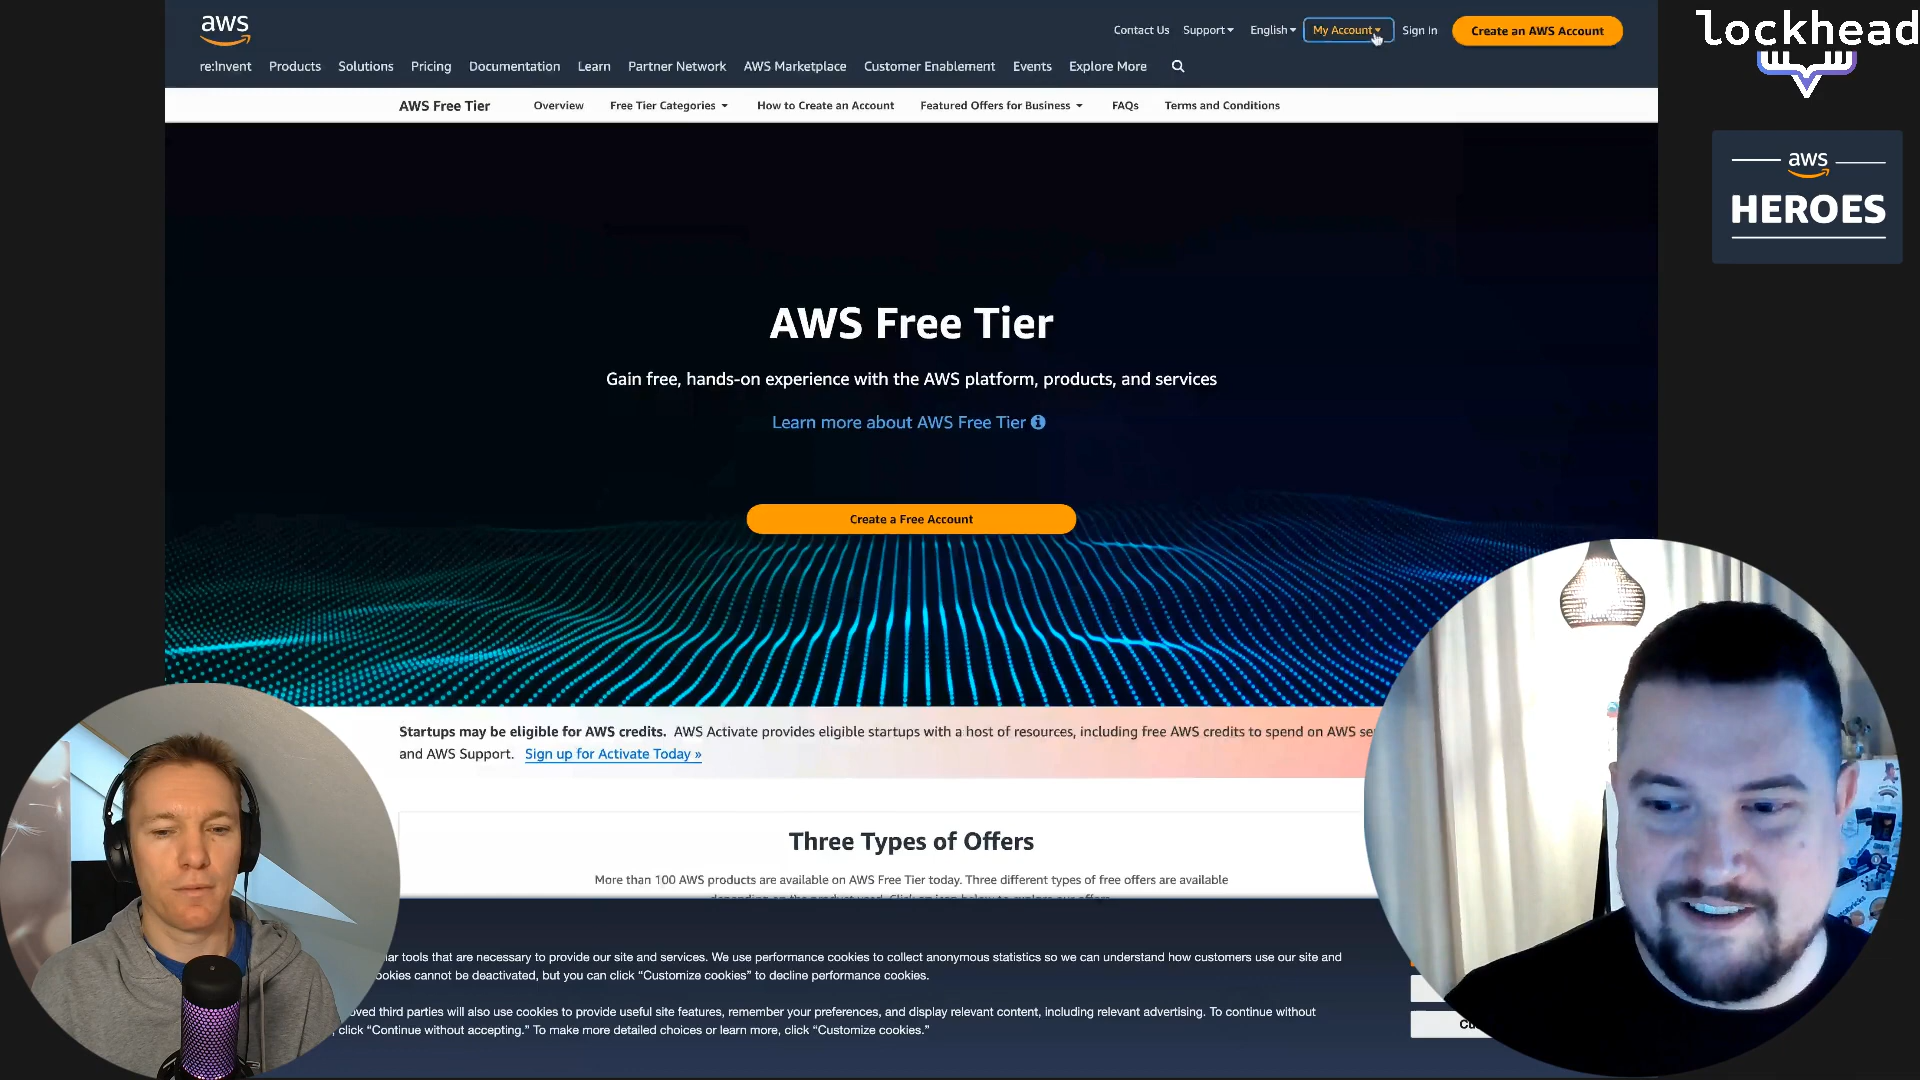 aws
Contact Us Support English My Account Sign In Create an AWS Account
re:Invent Products Solutions Pricing Documentation Learn Partner Network AWS Marketplace Customer Enablement Events Explore More
AWS Free Tier Overview Free Tier Categories How to Create an Account Featured Offers for Business FAQs Terms and Conditions
lockhead
aws
HEROES
AWS Free Tier
Gain free, hands-on experience with the AWS platform, products, and services
Learn more about AWS Free Tier
Create a Free Account
Startups may be eligible for AWS credits. AWS Activate provides eligible startups with a host of resources, including free AWS credits to spend on AWS
and AWS Support. Sign up for Activate Today »
Three Types of Offers
More than 100 AWS products are available on AWS Free Tier today. Three different types of free offers are available
tools that are necessary to provide our site and services. We use performance cookies to collect anonymous statistics so we can understand how customers use our site and
cannot be deactivated, but you can click “Customize cookies” to decline performance cookies.
third parties will also use cookies to provide useful site features, remember your preferences, and display relevant content, including relevant advertising. To continue without
click “Continue without accepting.” To make more detailed choices or learn more, click “Customize cookies.”